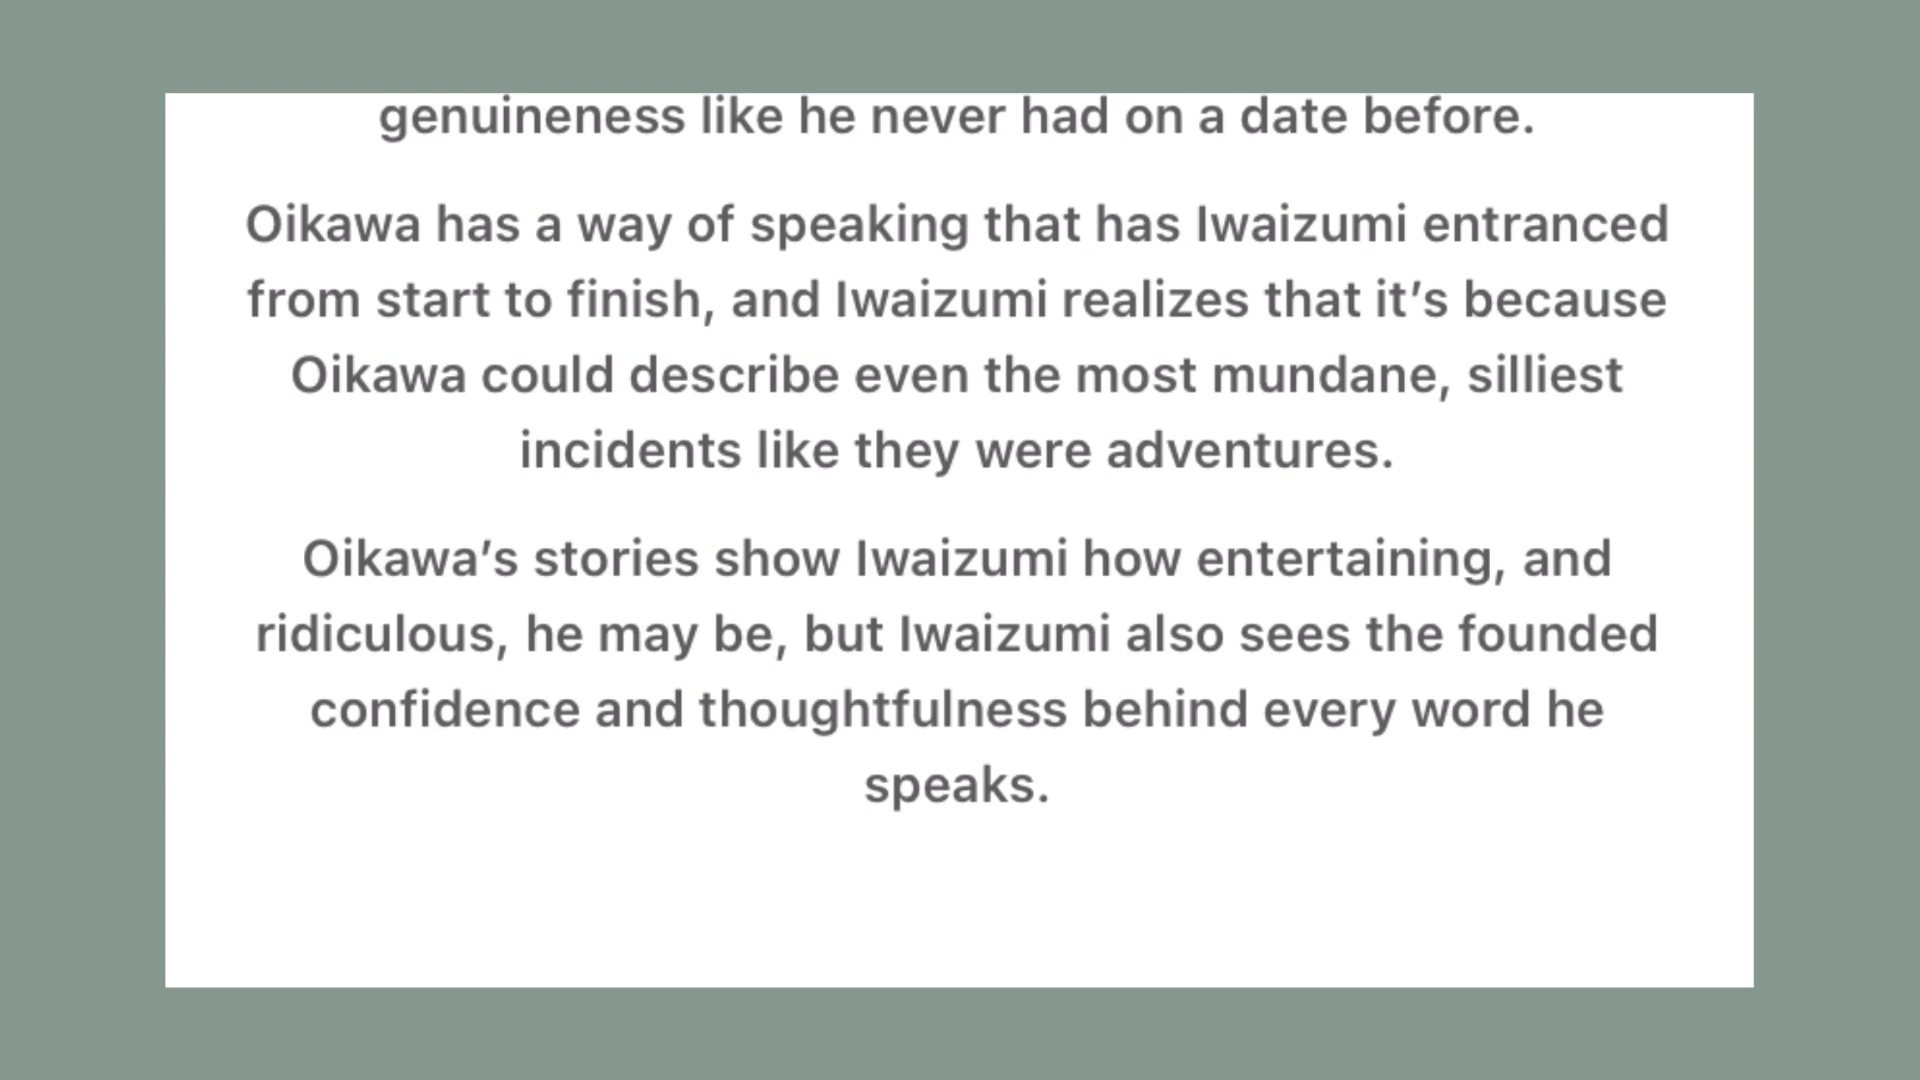 genuineness like he never had on a date before.
Oikawa has a way of speaking that has Iwaizumi entranced
from start to finish, and Iwaizumi realizes that it’s because
Oikawa could describe even the most mundane, silliest
incidents like they were adventures.
Oikawa’s stories show Iwaizumi how entertaining, and
ridiculous, he may be, but Iwaizumi also sees the founded
confidence and thoughtfulness behind every word he
speaks.